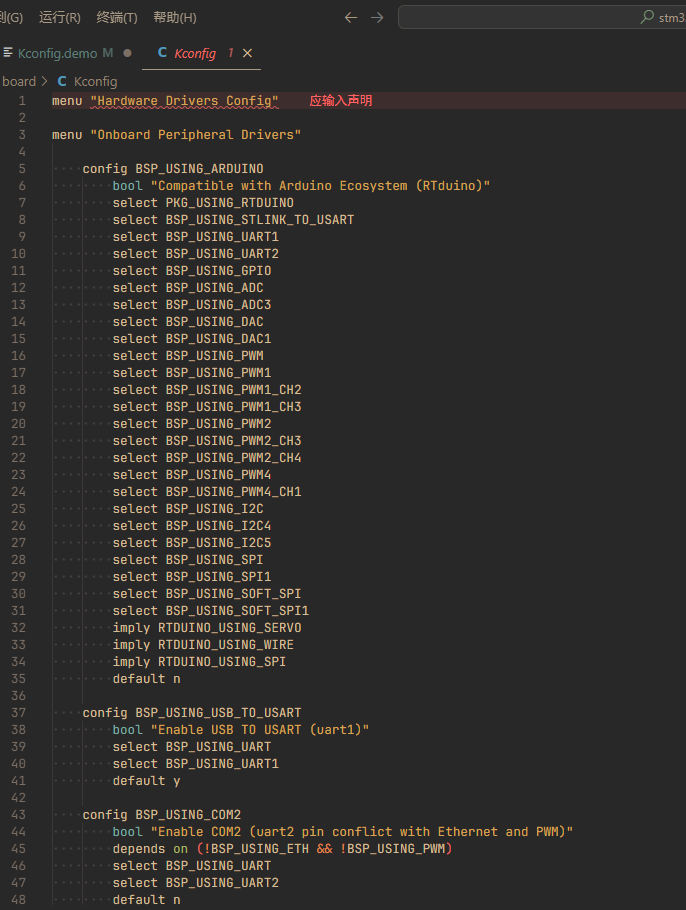 到(G) 运行(R) 终端(T) 帮助(H) stm3
Kconfig.demo M C Kconfig 1
board C Kconfig
1 menu "Hardware Drivers Config" 应输入声明
2
3 menu "Onboard Peripheral Drivers"
4
5 config BSP_USING_ARDUINO
6 bool "Compatible with Arduino Ecosystem (RTduino)"
7 select PKG_USING_RTDUINO
8 select BSP_USING_STLINK_TO_USART
9 select BSP_USING_UART1
10 select BSP_USING_UART2
11 select BSP_USING_GPIO
12 select BSP_USING_ADC
13 select BSP_USING_ADC3
14 select BSP_USING_DAC
15 select BSP_USING_DAC1
16 select BSP_USING_PWM
17 select BSP_USING_PWM1
18 select BSP_USING_PWM1_CH2
19 select BSP_USING_PWM1_CH3
20 select BSP_USING_PWM2
21 select BSP_USING_PWM2_CH3
22 select BSP_USING_PWM2_CH4
23 select BSP_USING_PWM4
24 select BSP_USING_PWM4_CH1
25 select BSP_USING_I2C
26 select BSP_USING_I2C4
27 select BSP_USING_I2C5
28 select BSP_USING_SPI
29 select BSP_USING_SPI1
30 select BSP_USING_SOFT_SPI
31 select BSP_USING_SOFT_SPI1
32 imply RTDUINO_USING_SERVO
33 imply RTDUINO_USING_WIRE
34 imply RTDUINO_USING_SPI
35 default n
36
37 config BSP_USING_USB_TO_USART
38 bool "Enable USB TO USART (uart1)"
39 select BSP_USING_UART
40 select BSP_USING_UART1
41 default y
42
43 config BSP_USING_COM2
44 bool "Enable COM2 (uart2 pin conflict with Ethernet and PWM)"
45 depends on (!BSP_USING_ETH && !BSP_USING_PWM)
46 select BSP_USING_UART
47 select BSP_USING_UART2
48 default n